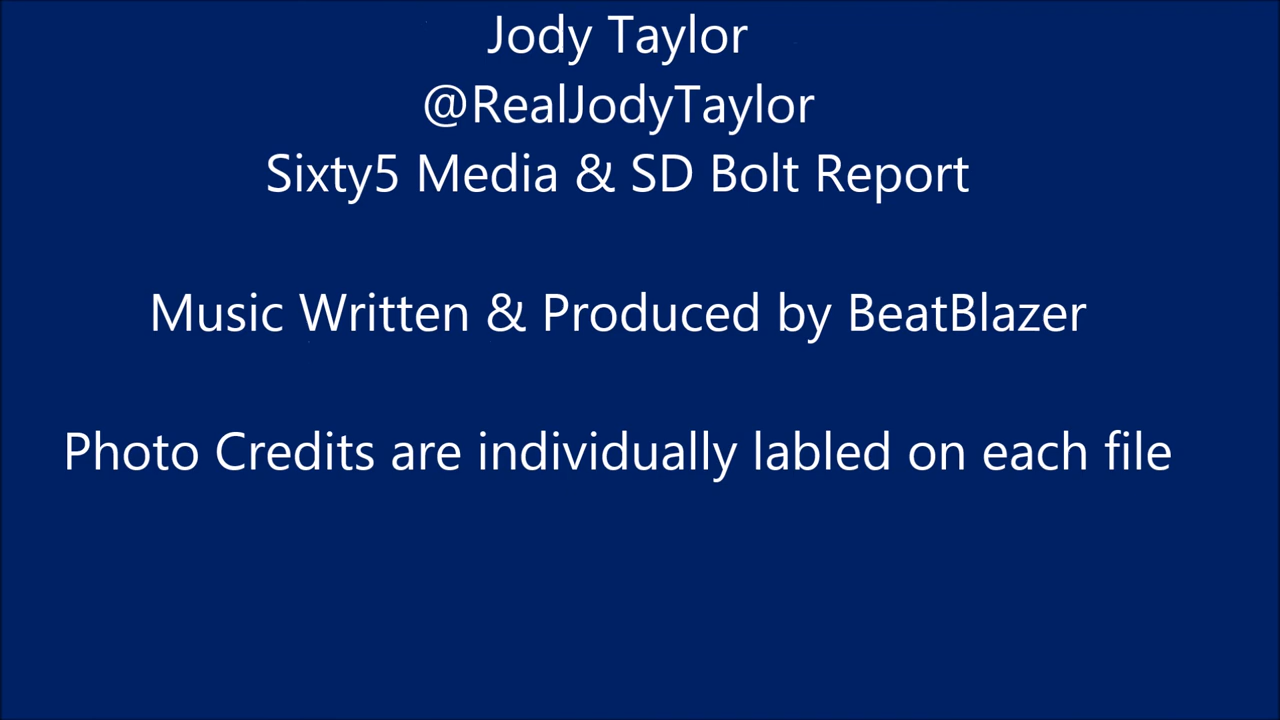 Jody Taylor
@RealJodyTaylor
Sixty5 Media & SD Bolt Report
Music Written & Produced by BeatBlazer
Photo Credits are individually labled on each file